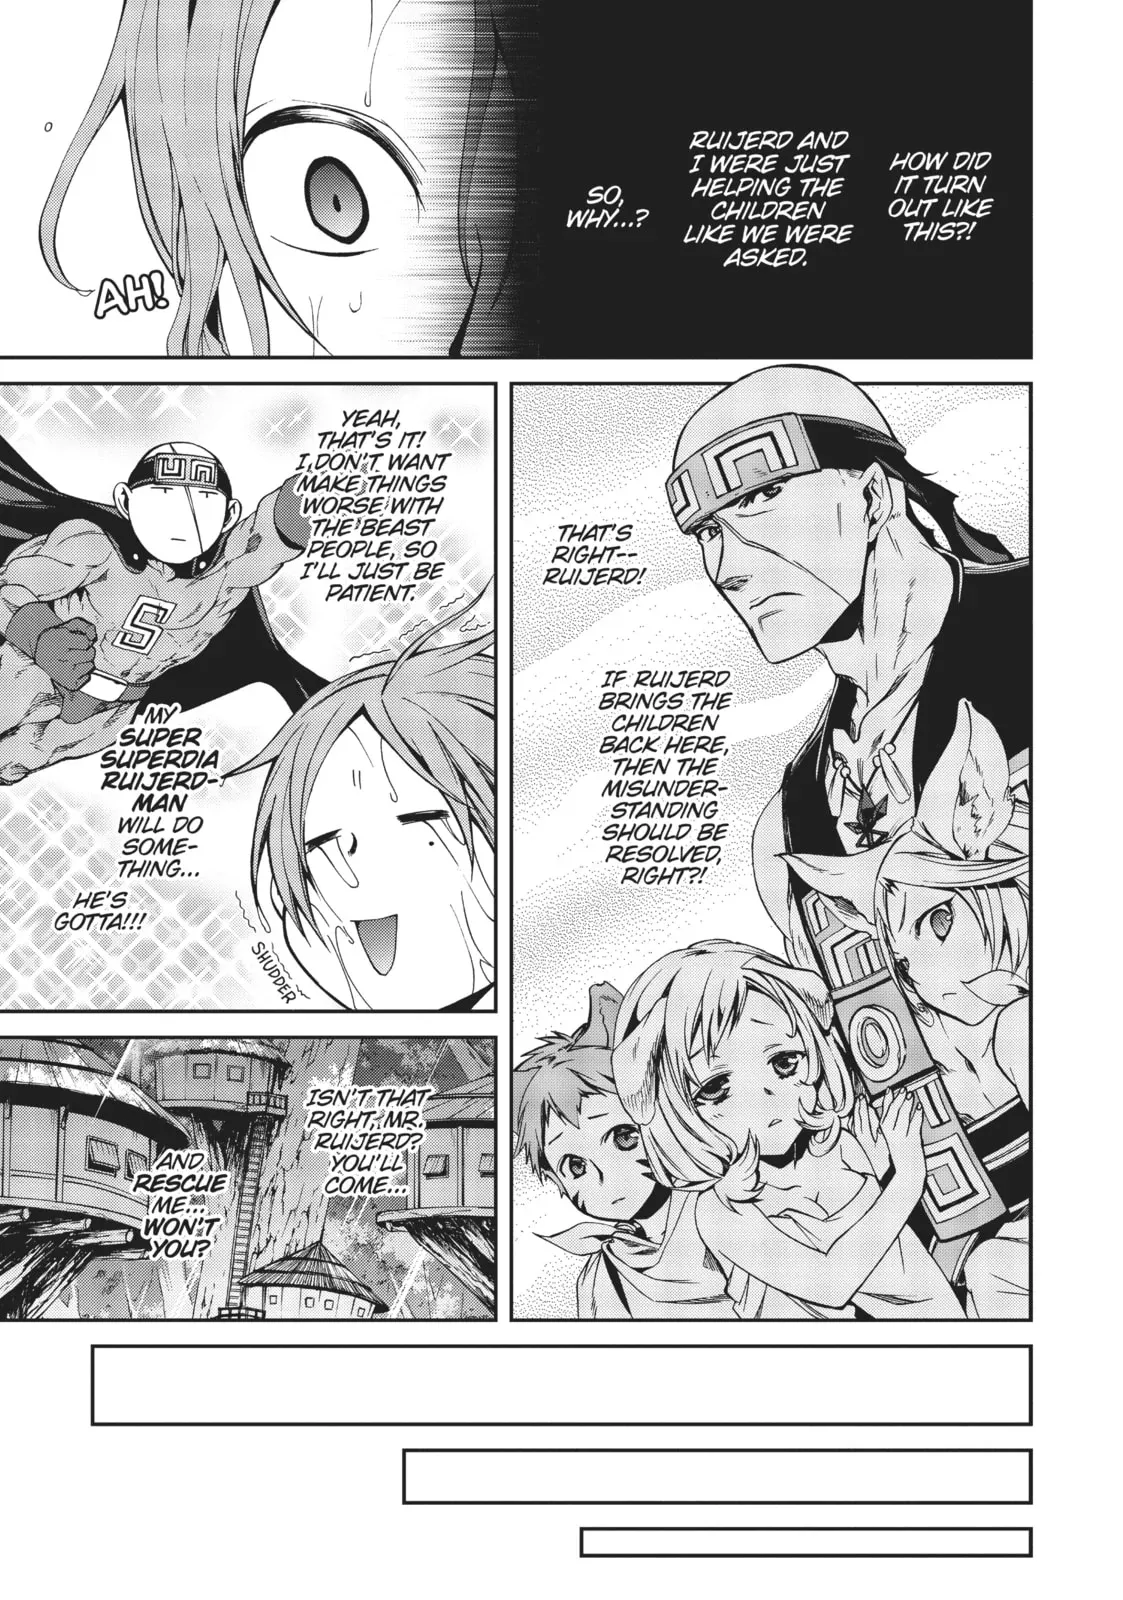 HOW DID
IT TURN
OUT LIKE
THIS?!
RUIJERD AND
I WERE JUST
HELPING THE
CHILDREN
LIKE WE WERE
ASKED.
SO,
WHY...?
AH!
THAT'S
RIGHT--
RUIJERD!
IF RUIJERD
BRINGS THE
CHILDREN
BACK HERE,
THEN THE
MISUNDER-
STANDING
SHOULD BE
RESOLVED,
RIGHT?!
YEAH,
THAT'S IT!
I DON'T WANT
MAKE THINGS
WORSE WITH
THE BEAST
PEOPLE, SO
I'LL JUST BE
PATIENT.
S
MY
SUPER
SUPERDIA
RUIJERD-
MAN
WILL DO
SOME-
THING...
HE'S
GOTTA!!!
SHUDDER
ISN'T THAT
RIGHT, MR.
RUIJERD?
YOU'LL
COME...
AND
RESCUE
ME...
WON'T
YOU?